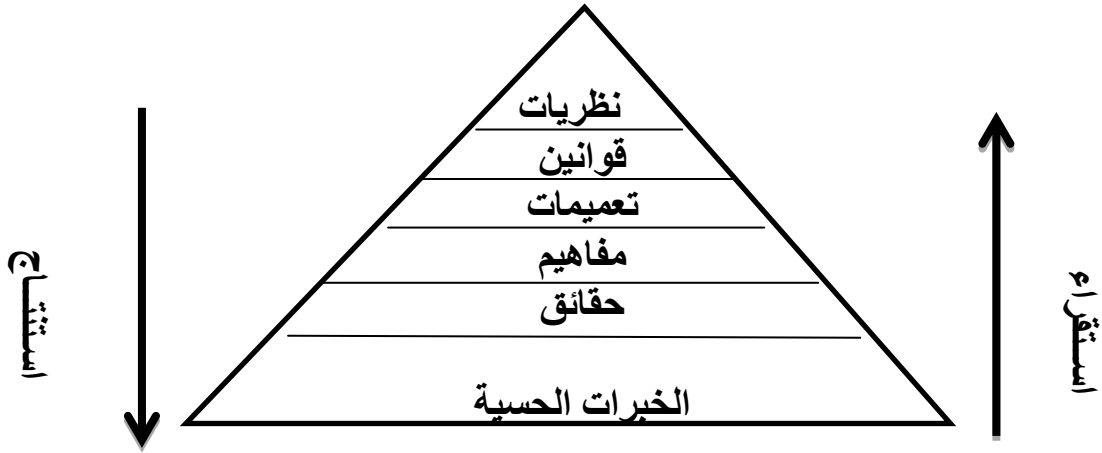 نظريات
قوانين
تعميمات
مفاهيم
حقائق
الخبرات الحسية
استقراء
استنتاج